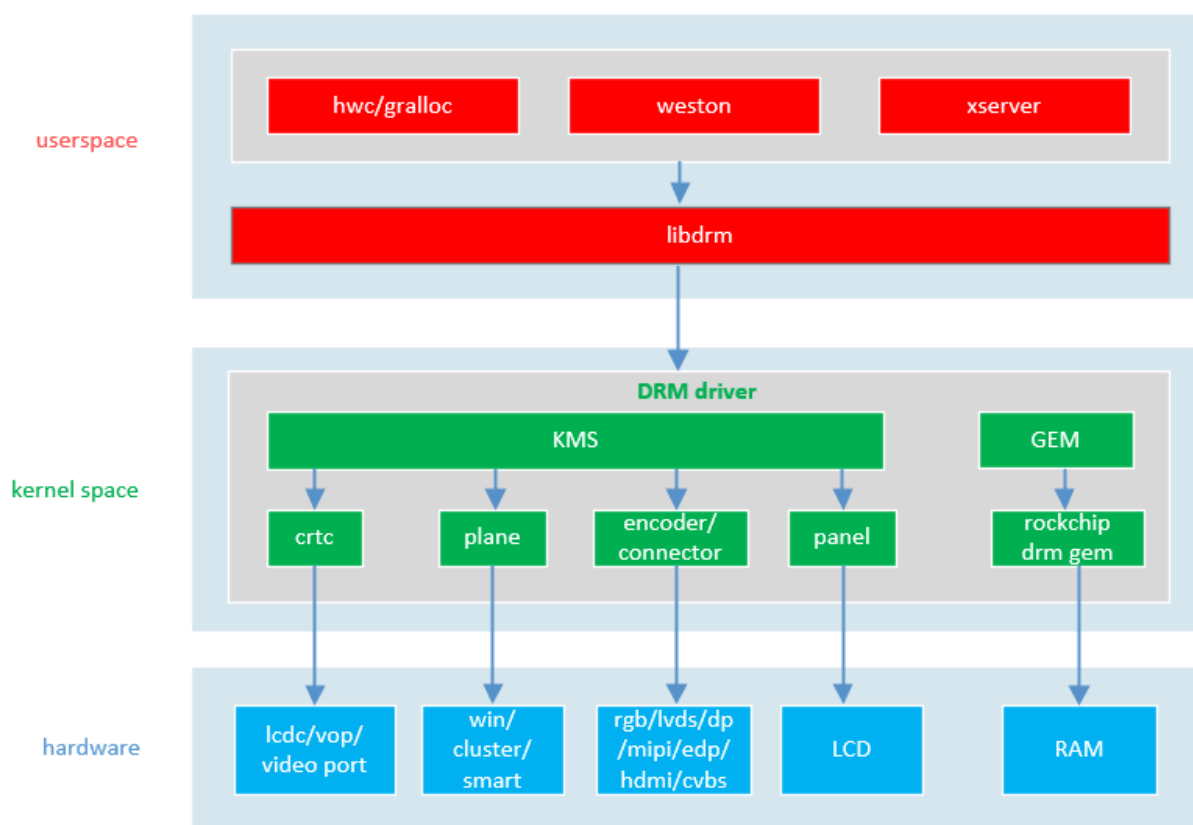 hwc/gralloc
weston
xserver
userspace
libdrm
DRM driver
KMS
GEM
kernel space
crtc
plane
encoder/
connector
panel
rockchip
drm gem
hardware
lcdc/vop/
video port
win/
cluster/
smart
rgb/lvds/dp
/mipi/edp/
hdmi/cvbs
LCD
RAM